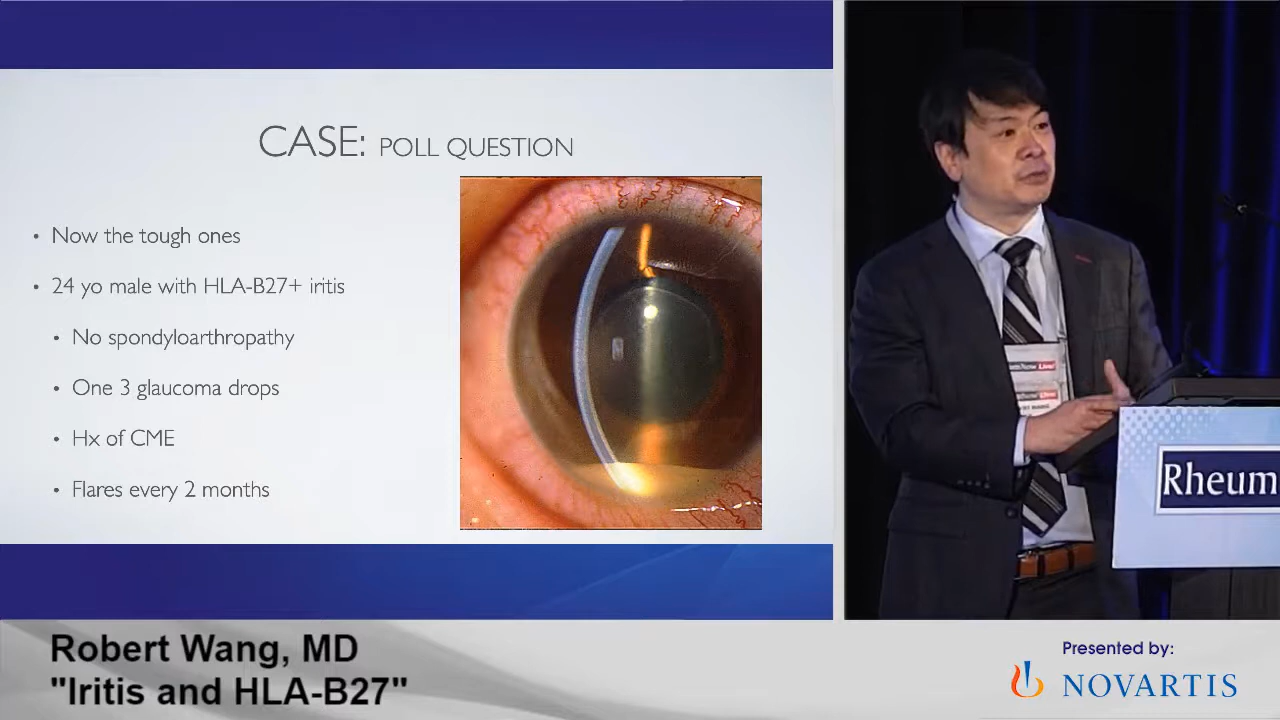 CASE: POLL QUESTION
• Now the tough ones
• 24 yo male with HLA-B27+ iritis
• No spondyloarthropathy
• One 3 glaucoma drops
• Hx of CME
• Flares every 2 months
Rheum
Robert Wang, MD
"Iritis and HLA-B27"
Presented by:
NOVARTIS